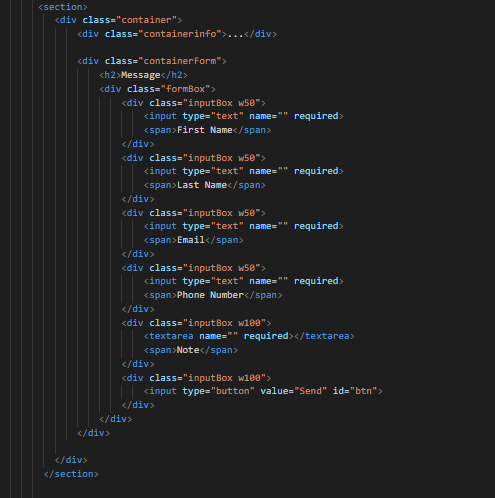 <section>
<div class="container">
<div class="containerinfo">...</div>
<div class="containerForm">
<h2>Message</h2>
<div class="formBox">
<div class="inputBox w50">
<input type="text" name="" required>
<span>First Name</span>
</div>
<div class="inputBox w50">
<input type="text" name="" required>
<span>Last Name</span>
</div>
<div class="inputBox w50">
<input type="text" name="" required>
<span>Email</span>
</div>
<div class="inputBox w50">
<input type="text" name="" required>
<span>Phone Number</span>
</div>
<div class="inputBox w100">
<textarea name="" required></textarea>
<span>Note</span>
</div>
<div class="inputBox w100">
<input type="button" value="Send" id="btn">
</div>
</div>
</div>
</div>
</section>